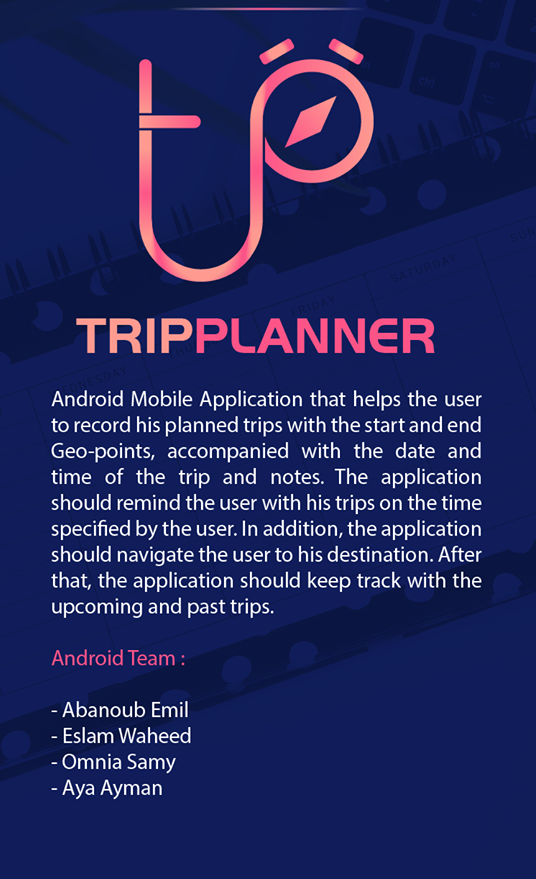 tp
TRIPPLANNER
Android Mobile Application that helps the user
to record his planned trips with the start and end
Geo-points, accompanied with the date and
time of the trip and notes. The application
should remind the user with his trips on the time
specified by the user. In addition, the application
should navigate the user to his destination. After
that, the application should keep track with the
upcoming and past trips.
Android Team :
- Abanoub Emil
- Eslam Waheed
- Omnia Samy
- Aya Ayman
SATURDAY
FRIDAY
ctrl